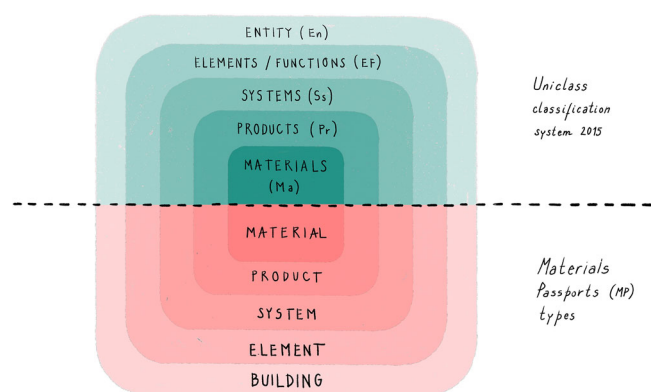 ENTITY (En)
ELEMENTS / FUNCTIONS (EF)
SYSTEMS (Ss)
PRODUCTS (Pr)
MATERIALS
(Ma)
Uniclass
classification
system 2015
MATERIAL
PRODUCT
SYSTEM
ELEMENT
BUILDING
Materials
Passports (MP)
types